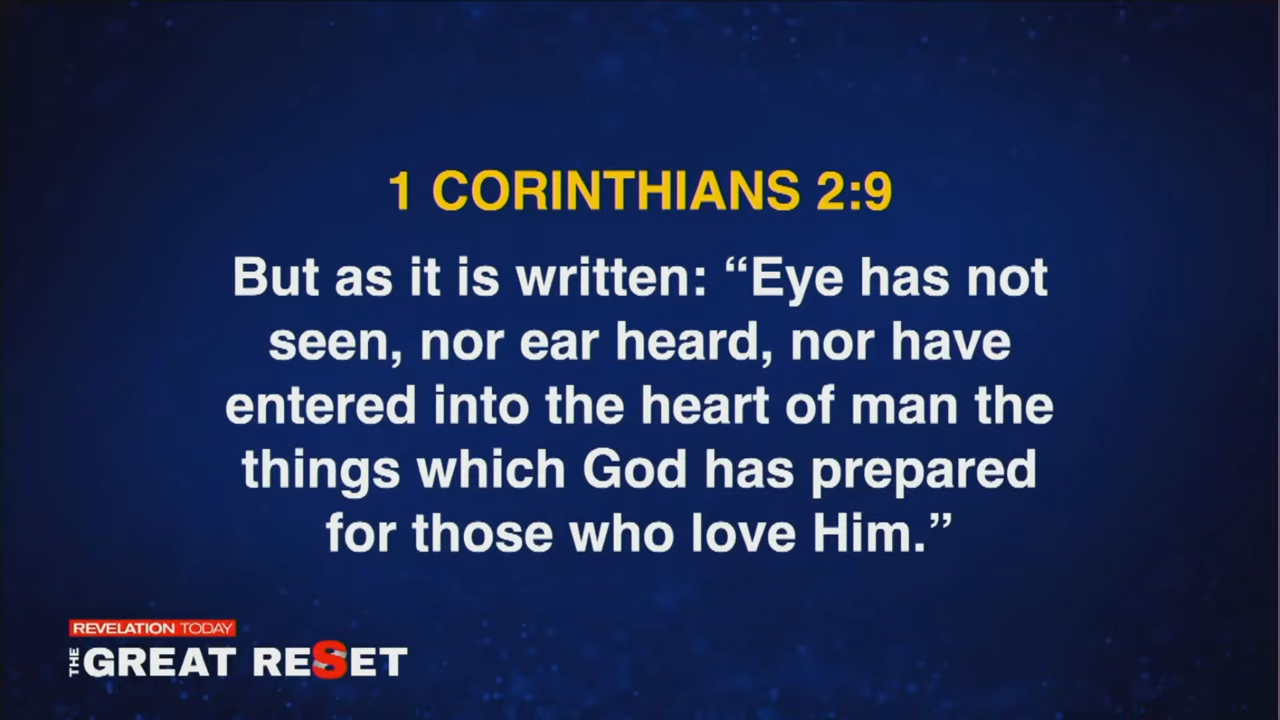 1 CORINTHIANS 2:9
But as it is written: “Eye has not
seen, nor ear heard, nor have
entered into the heart of man the
things which God has prepared
for those who love Him.”
REVELATION TODAY
THE GREAT RESET